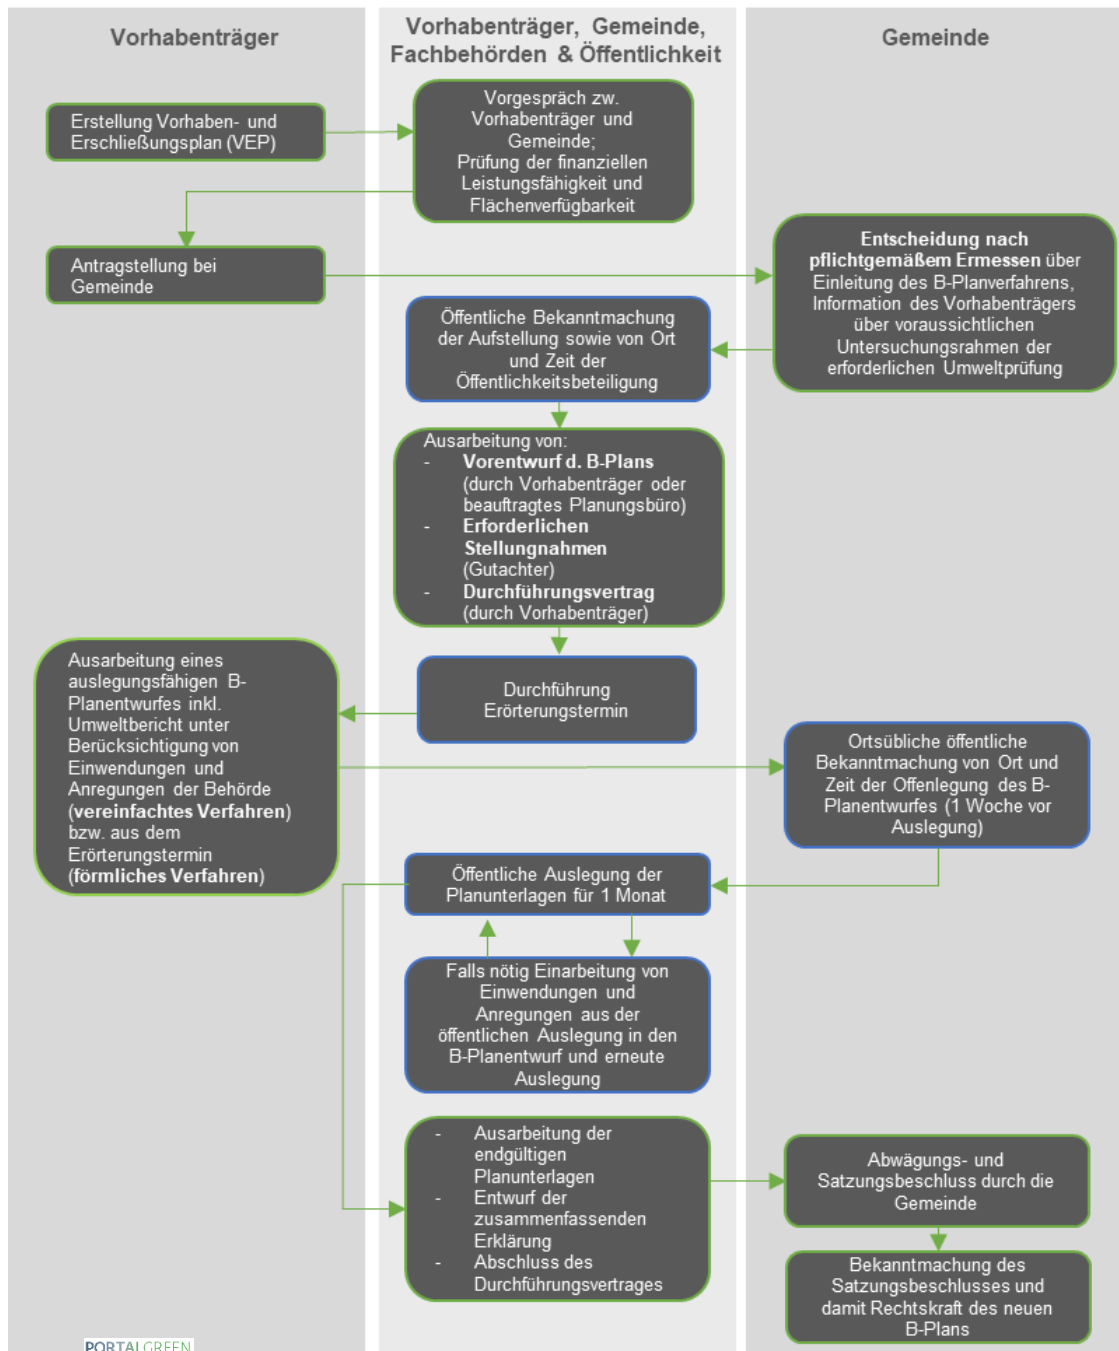 Vorhabenträger
Vorhabenträger, Gemeinde,
Fachbehörden & Öffentlichkeit
Gemeinde
Erstellung Vorhaben- und
Erschließungsplan (VEP)
Vorgespräch zw.
Vorhabenträger und
Gemeinde;
Prüfung der finanziellen
Leistungsfähigkeit und
Flächenverfügbarkeit
Antragstellung bei
Gemeinde
Entscheidung nach
pflichtgemäßem Ermessen über
Einleitung des B-Planverfahrens,
Information des Vorhabenträgers
über voraussichtlichen
Untersuchungsrahmen der
erforderlichen Umweltprüfung
Öffentliche Bekanntmachung
der Aufstellung sowie von Ort
und Zeit der
Öffentlichkeitsbeteiligung
Ausarbeitung von:
- Vorentwurf d. B-Plans
(durch Vorhabenträger oder
beauftragtes Planungsbüro)
- Erforderlichen
Stellungnahmen
(Gutachter)
- Durchführungsvertrag
(durch Vorhabenträger)
Durchführung
Erörterungstermin
Ausarbeitung eines
auslegungsfähigen B-
Planentwurfes inkl.
Umweltbericht unter
Berücksichtigung von
Einwendungen und
Anregungen der Behörde
(vereinfachtes Verfahren)
bzw. aus dem
Erörterungstermin
(förmliches Verfahren)
Ortsübliche öffentliche
Bekanntmachung von Ort und
Zeit der Offenlegung des B-
Planentwurfes (1 Woche vor
Auslegung)
Öffentliche Auslegung der
Planunterlagen für 1 Monat
Falls nötig Einarbeitung von
Einwendungen und
Anregungen aus der
öffentlichen Auslegung in den
B-Planentwurf und erneute
Auslegung
- Ausarbeitung der
endgültigen
Planunterlagen
- Entwurf der
zusammenfassenden
Erklärung
- Abschluss des
Durchführungsvertrages
Abwägungs- und
Satzungsbeschluss durch die
Gemeinde
Bekanntmachung des
Satzungsbeschlusses und
damit Rechtskraft des neuen
B-Plans
PORTALGREEN